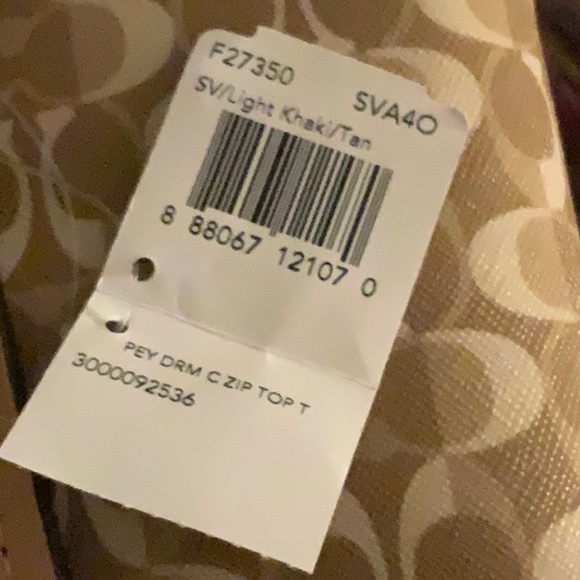 F27350
SVA4O
SV/Light Khaki/Tan
8 88067 12107 0
PEY DRM C ZIP TOP T
3000092536